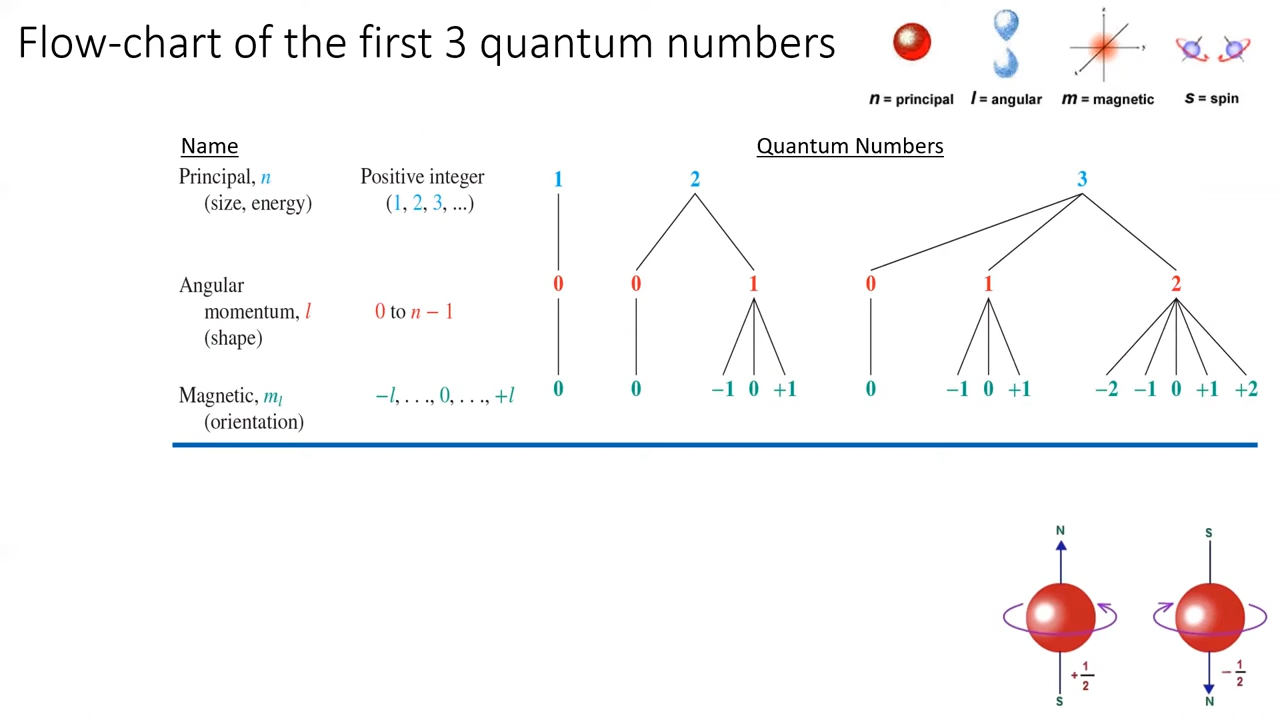 Flow-chart of the first 3 quantum numbers
n = principal l = angular m = magnetic s = spin
Name Quantum Numbers
Principal, n Positive integer 1 2 3
(size, energy) (1, 2, 3, ...)
Angular 0 0 1 0 1 2
momentum, l 0 to n − 1
(shape)
Magnetic, mₗ −l, . . ., 0, . . ., +l 0 0 −1 0 +1 0 −1 0 +1 −2 −1 0 +1 +2
(orientation)
N S
+1/2 −1/2
S N